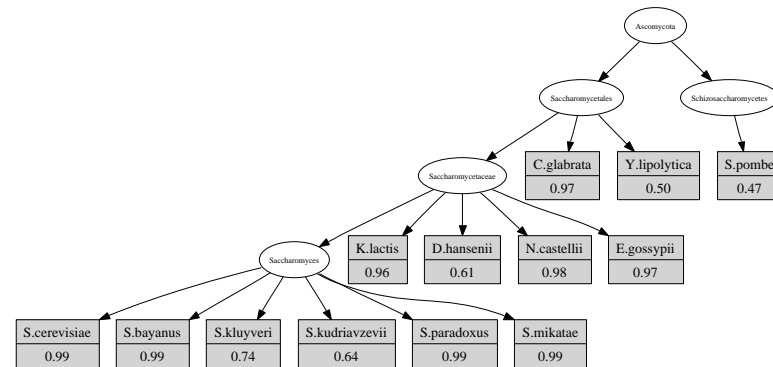 Ascomycota
Saccharomycetales
Schizosaccharomycetes
C.glabrata
0.97
Y.lipolytica
0.50
S.pombe
0.47
Saccharomycetaceae
K.lactis
0.96
D.hansenii
0.61
N.castellii
0.98
E.gossypii
0.97
Saccharomyces
S.cerevisiae
0.99
S.bayanus
0.99
S.kluyveri
0.74
S.kudriavzevii
0.64
S.paradoxus
0.99
S.mikatae
0.99